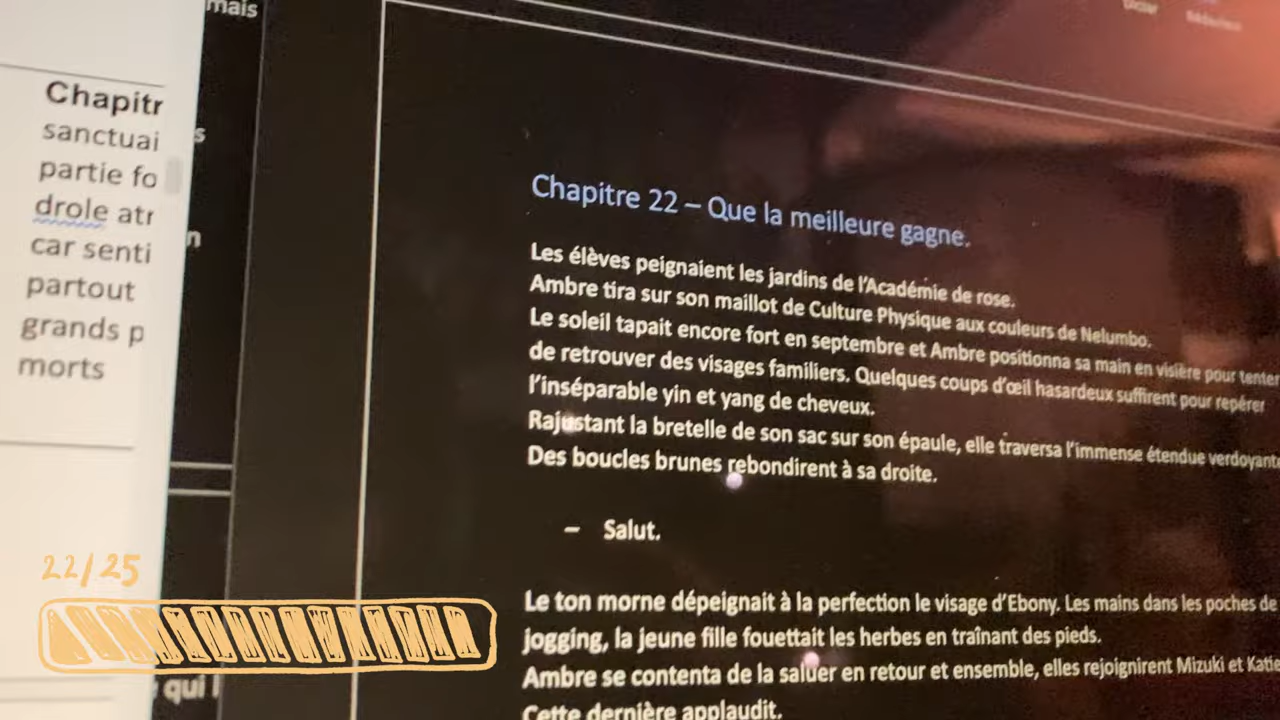 mais
Chapitr
sanctuai
partie fo
drole atr
car senti
partout
grands p
morts
s
n
qui l
Chapitre 22 – Que la meilleure gagne.
Les élèves peignaient les jardins de l'Académie de rose.
Ambre tira sur son maillot de Culture Physique aux couleurs de Nelumbo.
Le soleil tapait encore fort en septembre et Ambre positionna sa main en visière pour tenter
de retrouver des visages familiers. Quelques coups d'œil hasardeux suffirent pour repérer
l'inséparable yin et yang de cheveux.
Rajustant la bretelle de son sac sur son épaule, elle traversa l'immense étendue verdoyante
Des boucles brunes rebondirent à sa droite.
– Salut.
Le ton morne dépeignait à la perfection le visage d'Ebony. Les mains dans les poches de
jogging, la jeune fille fouettait les herbes en traînant des pieds.
Ambre se contenta de la saluer en retour et ensemble, elles rejoignirent Mizuki et Katie
Cette dernière applaudit.
22/25